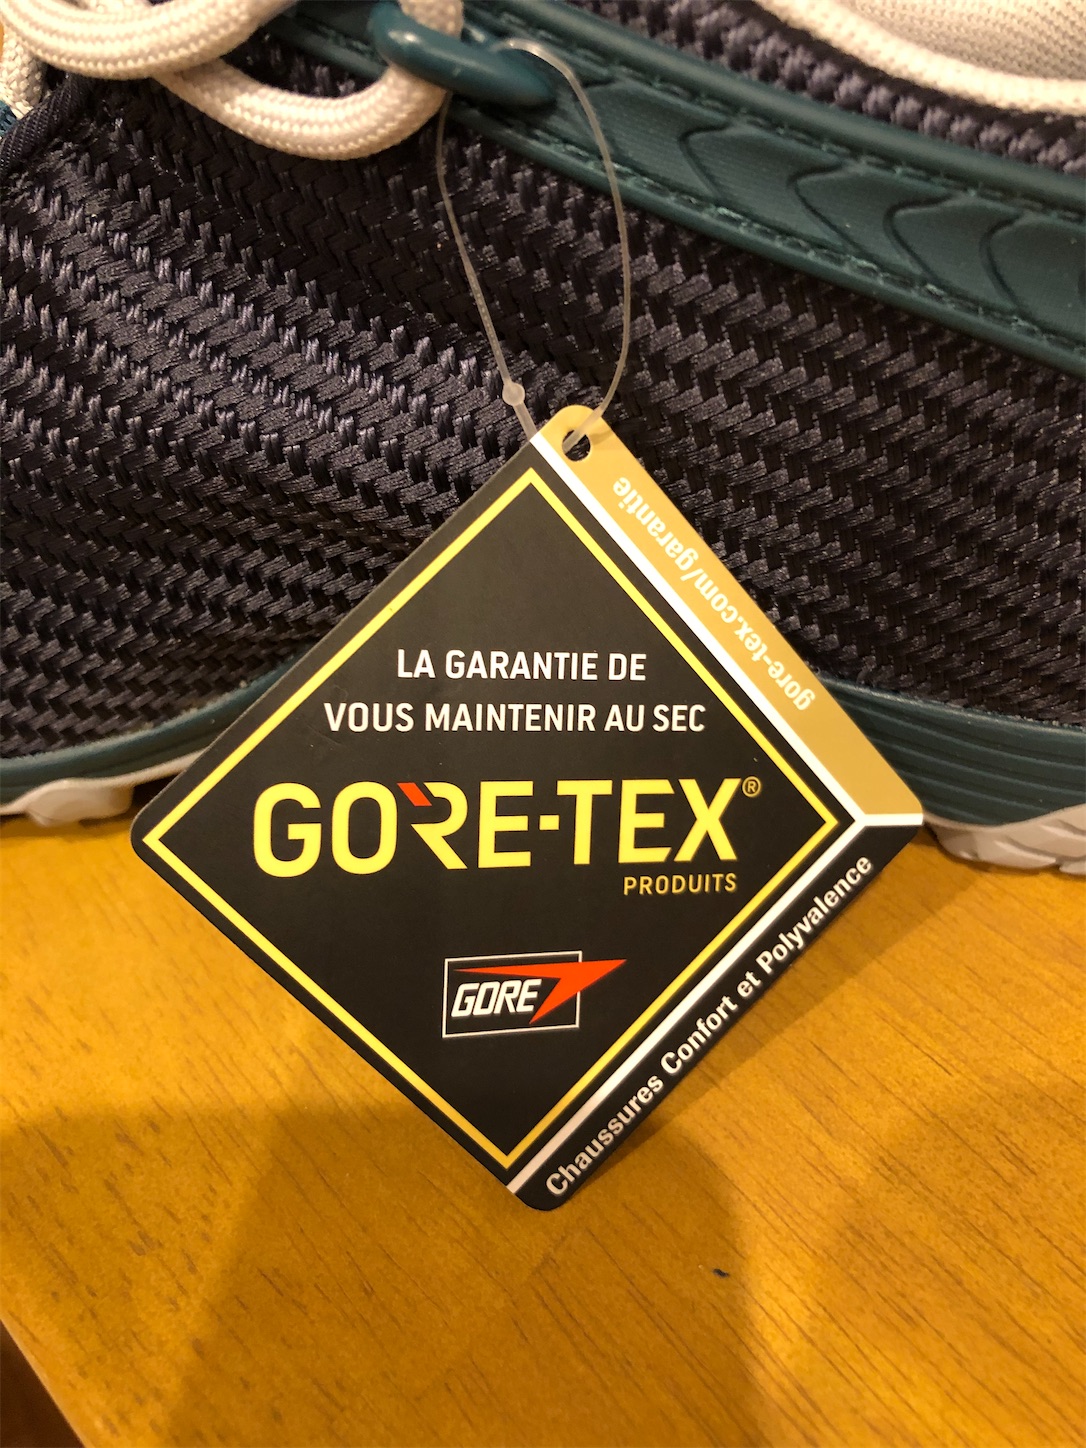 LA GARANTIE DE
VOUS MAINTENIR AU SEC
GORE-TEX®
PRODUITS
GORE
gore-tex.com/garantie
Chaussures Confort et Polyvalence